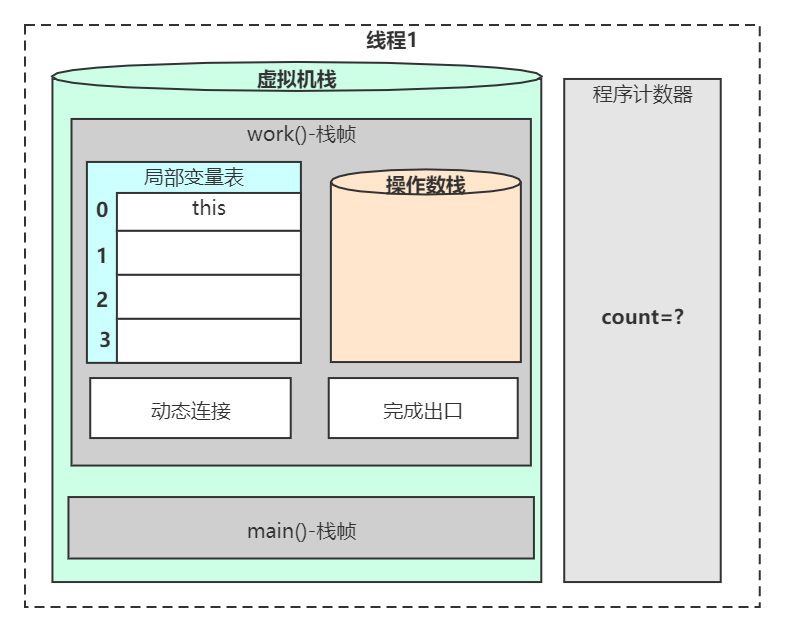 线程1
虚拟机栈
程序计数器
work()-栈帧
局部变量表
操作数栈
0
this
1
2
3
count=?
动态连接
完成出口
main()-栈帧